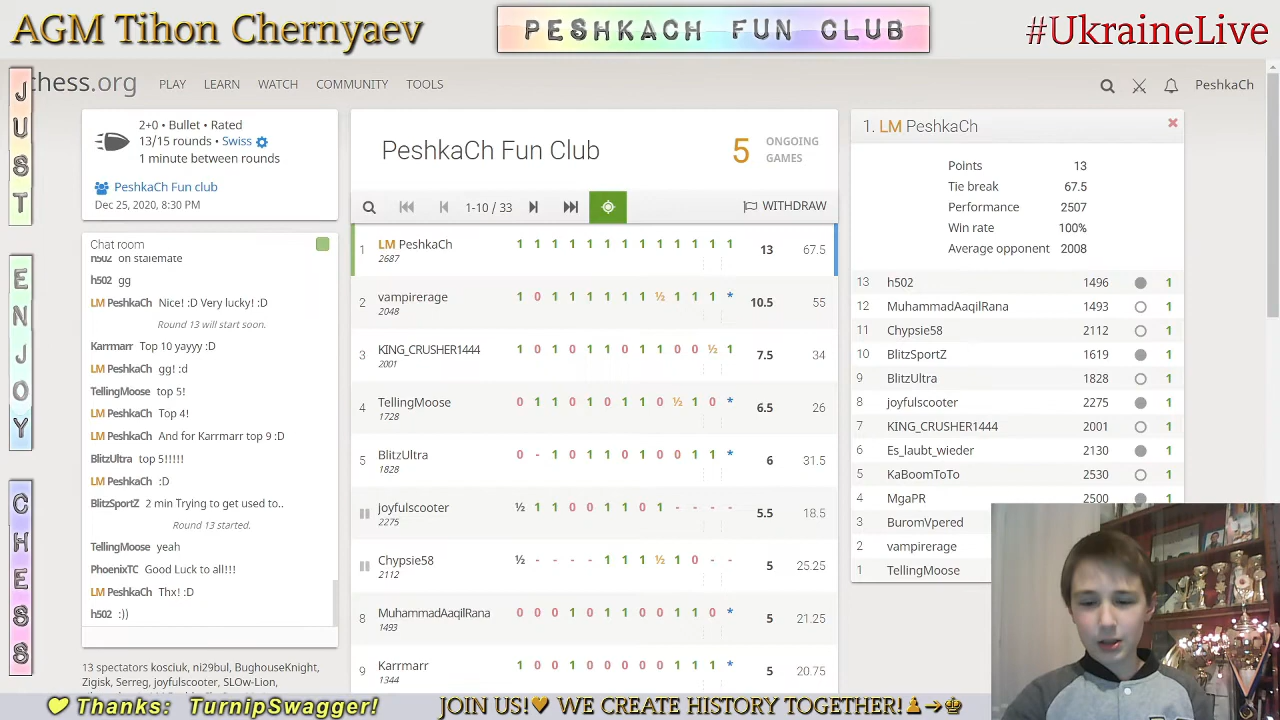 AGM Tihon Chernyaev
PESHKACH FUN CLUB
#UkraineLive
JUST
ENJOY
CHESS
chess.org
PLAY LEARN WATCH COMMUNITY TOOLS
PeshkaCh
2+0 • Bullet • Rated
13/15 rounds • Swiss
1 minute between rounds
PeshkaCh Fun club
Dec 25, 2020, 8:30 PM
Chat room
h502 on stalemate
h502 gg
LM PeshkaCh Nice! :D Very lucky! :D
Round 13 will start soon.
Karrmarr Top 10 yayyy :D
LM PeshkaCh gg! :d
TellingMoose top 5!
LM PeshkaCh Top 4!
LM PeshkaCh And for Karrmarr top 9 :D
BlitzUltra top 5!!!!!
LM PeshkaCh :D
BlitzSportZ 2 min Trying to get used to..
Round 13 started.
TellingMoose yeah
PhoenixTC Good Luck to all!!!
LM PeshkaCh Thx! :D
h502 :))
13 spectators kosciuk, ni29bul, BughouseKnight,
Zigisk, Serreg, joyfulscooter, SLOw-Lion,
PeshkaCh Fun Club
5 ONGOING
GAMES
1-10 / 33 WITHDRAW
1 LM PeshkaCh 1 1 1 1 1 1 1 1 1 1 1 1 1 13 67.5
2687
2 vampirerage 1 0 1 1 1 1 1 1 ½ 1 1 1 * 10.5 55
2048
3 KING_CRUSHER1444 1 0 1 0 1 1 0 1 1 0 0 ½ 1 7.5 34
2001
4 TellingMoose 0 1 1 0 1 0 1 1 0 ½ 1 0 * 6.5 26
1728
5 BlitzUltra 0 - 1 0 1 1 0 1 0 0 1 1 * 6 31.5
1828
Joyfulscooter ½ 1 1 0 0 1 1 0 1 - - - - 5.5 18.5
2275
Chypsie58 ½ - - - - 1 1 1 ½ 1 0 - - 5 25.25
2112
8 MuhammadAaqilRana 0 0 0 1 0 1 1 0 0 1 1 0 * 5 21.25
1493
9 Karrmarr 1 0 0 1 0 0 0 0 0 1 1 1 * 5 20.75
1344
1. LM PeshkaCh
Points 13
Tie break 67.5
Performance 2507
Win rate 100%
Average opponent 2008
13 h502 1496 1
12 MuhammadAaqilRana 1493 1
11 Chypsie58 2112 1
10 BlitzSportZ 1619 1
9 BlitzUltra 1828 1
8 joyfulscooter 2275 1
7 KING_CRUSHER1444 2001 1
6 Es_laubt_wieder 2130 1
5 KaBoomToTo 2530 1
4 MgaPR 2500 1
3 BuromVpered
2 vampirerage
1 TellingMoose
Thanks: TurnipSwagger!
JOIN US! WE CREATE HISTORY TOGETHER!